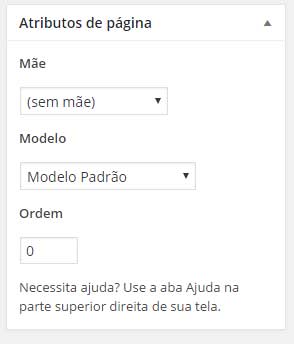 Atributos de página
Mãe
(sem mãe)
Modelo
Modelo Padrão
Ordem
0
Necessita ajuda? Use a aba Ajuda na
parte superior direita de sua tela.